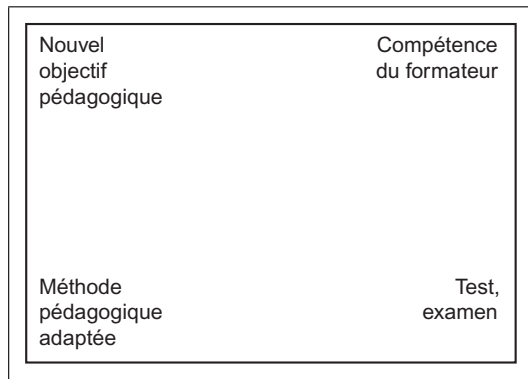 Nouvel
objectif
pédagogique
Compétence
du formateur
Méthode
pédagogique
adaptée
Test,
examen